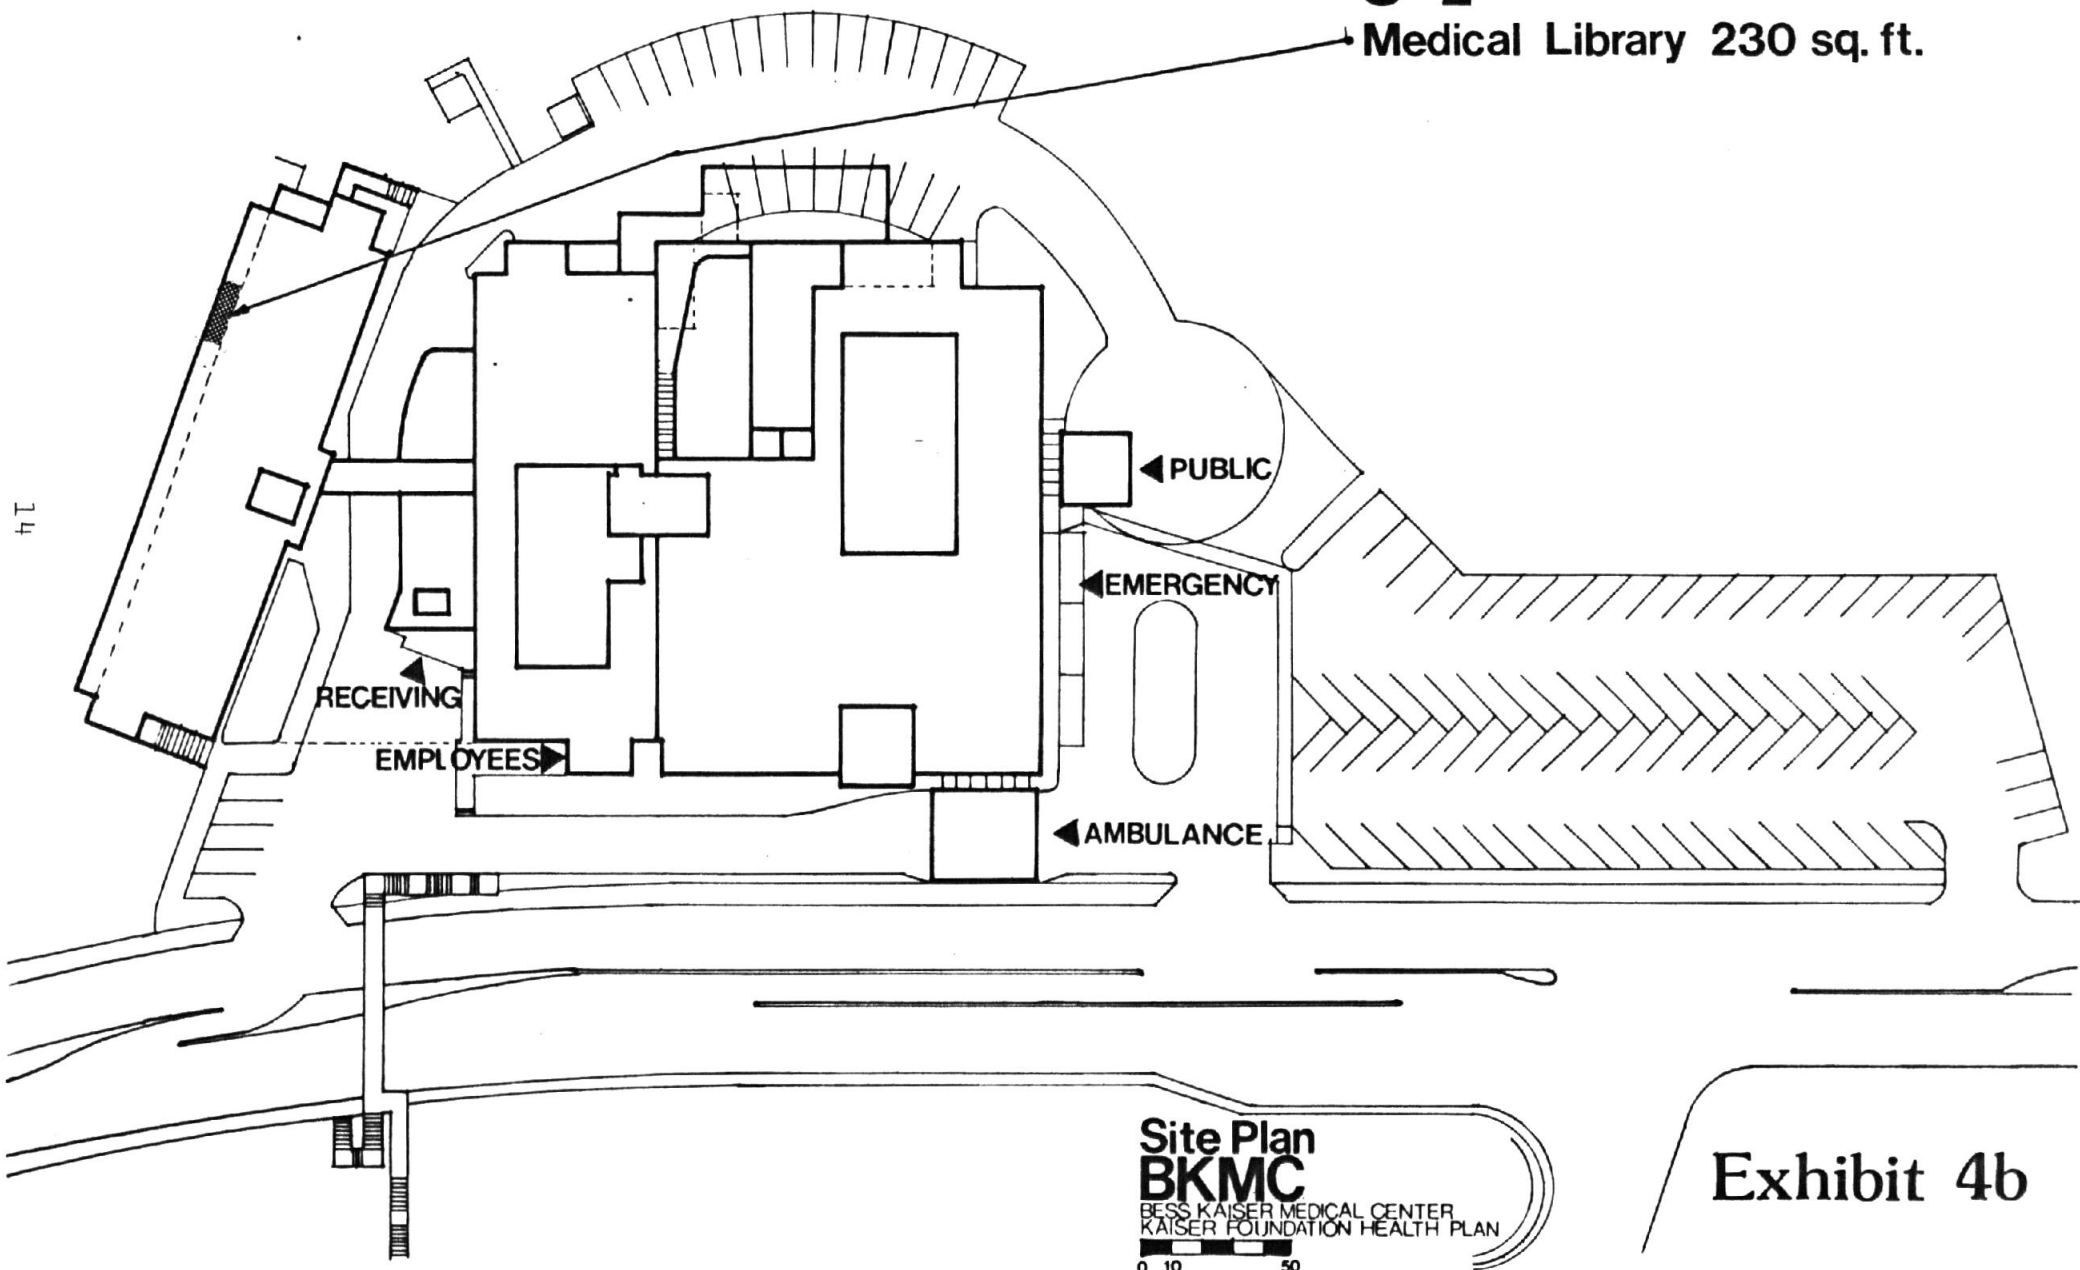 Medical Library 230 sq. ft.
PUBLIC
14
EMERGENCY
RECEIVING
EMPLOYEES
AMBULANCE
Site Plan
BKMC
BESS KAISER MEDICAL CENTER
KAISER FOUNDATION HEALTH PLAN
0 10 50
Exhibit 4b